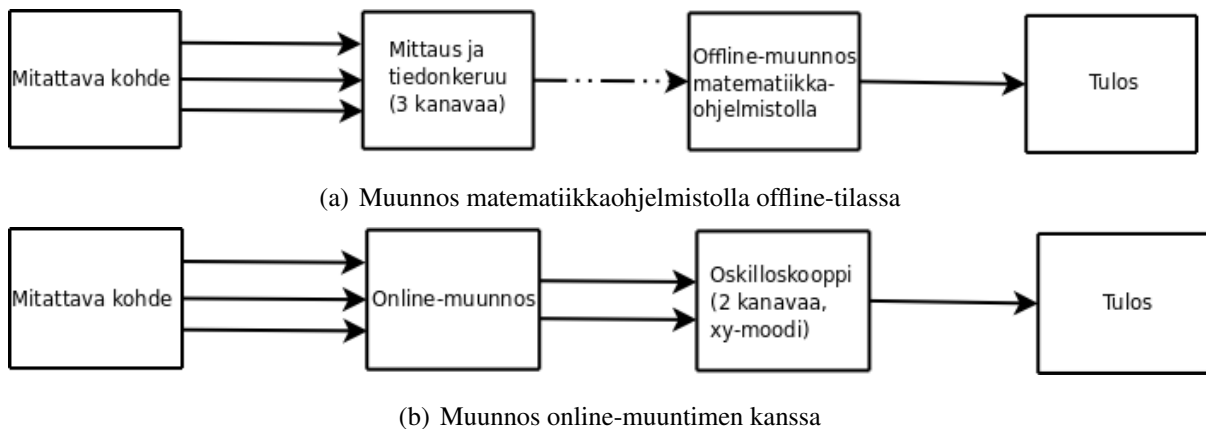 Mitattava kohde
Mittaus ja
tiedonkeruu
(3 kanavaa)
Offline-muunnos
matematiikka-
ohjelmistolla
Tulos
(a) Muunnos matematiikkaohjelmistolla offline-tilassa
Mitattava kohde
Online-muunnos
Oskilloskooppi
(2 kanavaa,
xy-moodi)
Tulos
(b) Muunnos online-muuntimen kanssa